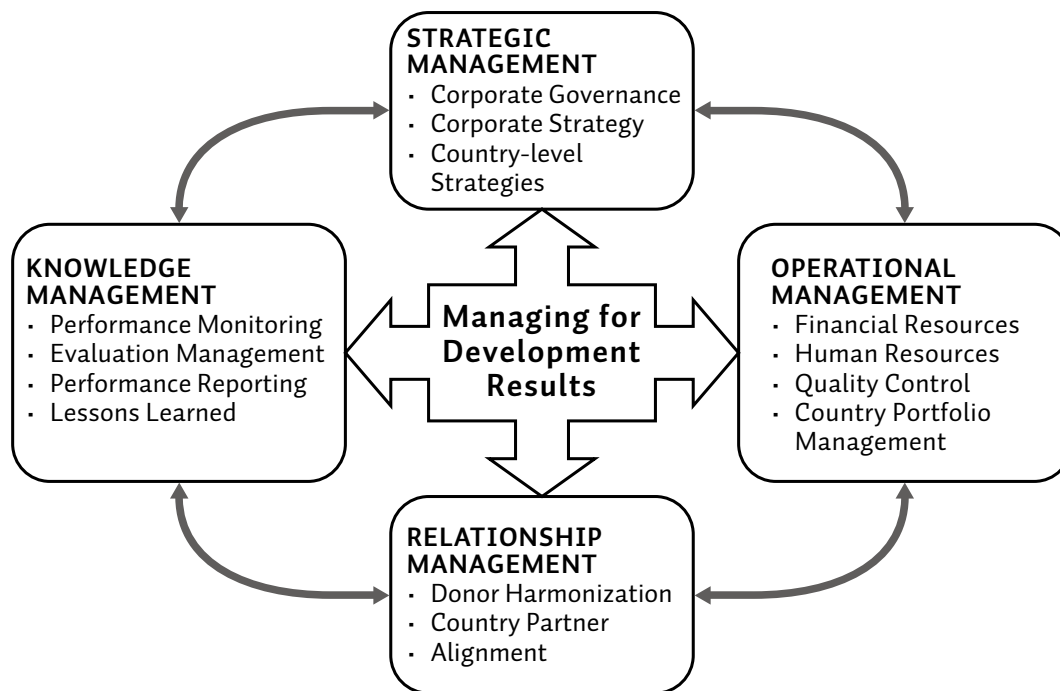 STRATEGIC
MANAGEMENT
· Corporate Governance
· Corporate Strategy
· Country-level
Strategies
KNOWLEDGE
MANAGEMENT
· Performance Monitoring
· Evaluation Management
· Performance Reporting
· Lessons Learned
Managing for
Development
Results
OPERATIONAL
MANAGEMENT
· Financial Resources
· Human Resources
· Quality Control
· Country Portfolio
Management
RELATIONSHIP
MANAGEMENT
· Donor Harmonization
· Country Partner
· Alignment